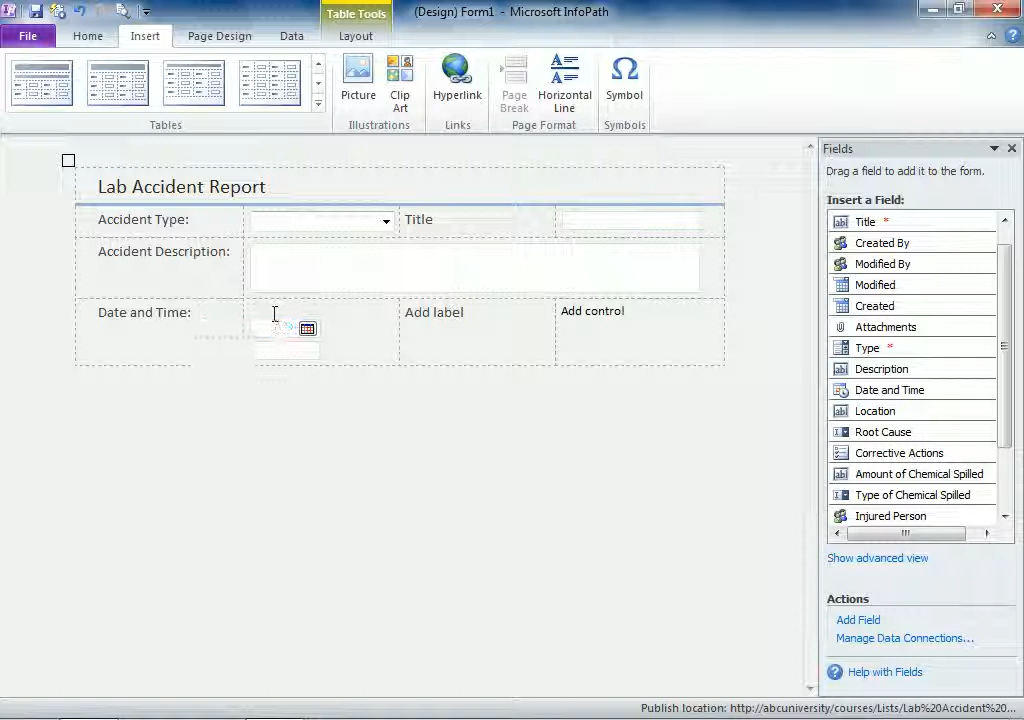 Table Tools
(Design) Form1 - Microsoft InfoPath
File
Home
Insert
Page Design
Data
Layout
Picture
Clip Art
Hyperlink
Page Break
Horizontal Line
Symbol
Tables
Illustrations
Links
Page Format
Symbols
Lab Accident Report
Accident Type:
Title
Accident Description:
Date and Time:
Add label
Add control
Fields
Drag a field to add it to the form.
Insert a Field:
Title *
Created By
Modified By
Modified
Created
Attachments
Type *
Description
Date and Time
Location
Root Cause
Corrective Actions
Amount of Chemical Spilled
Type of Chemical Spilled
Injured Person
Show advanced view
Actions
Add Field
Manage Data Connections...
Help with Fields
Publish location: http://abcuniversity/courses/Lists/Lab%20Accident%20...